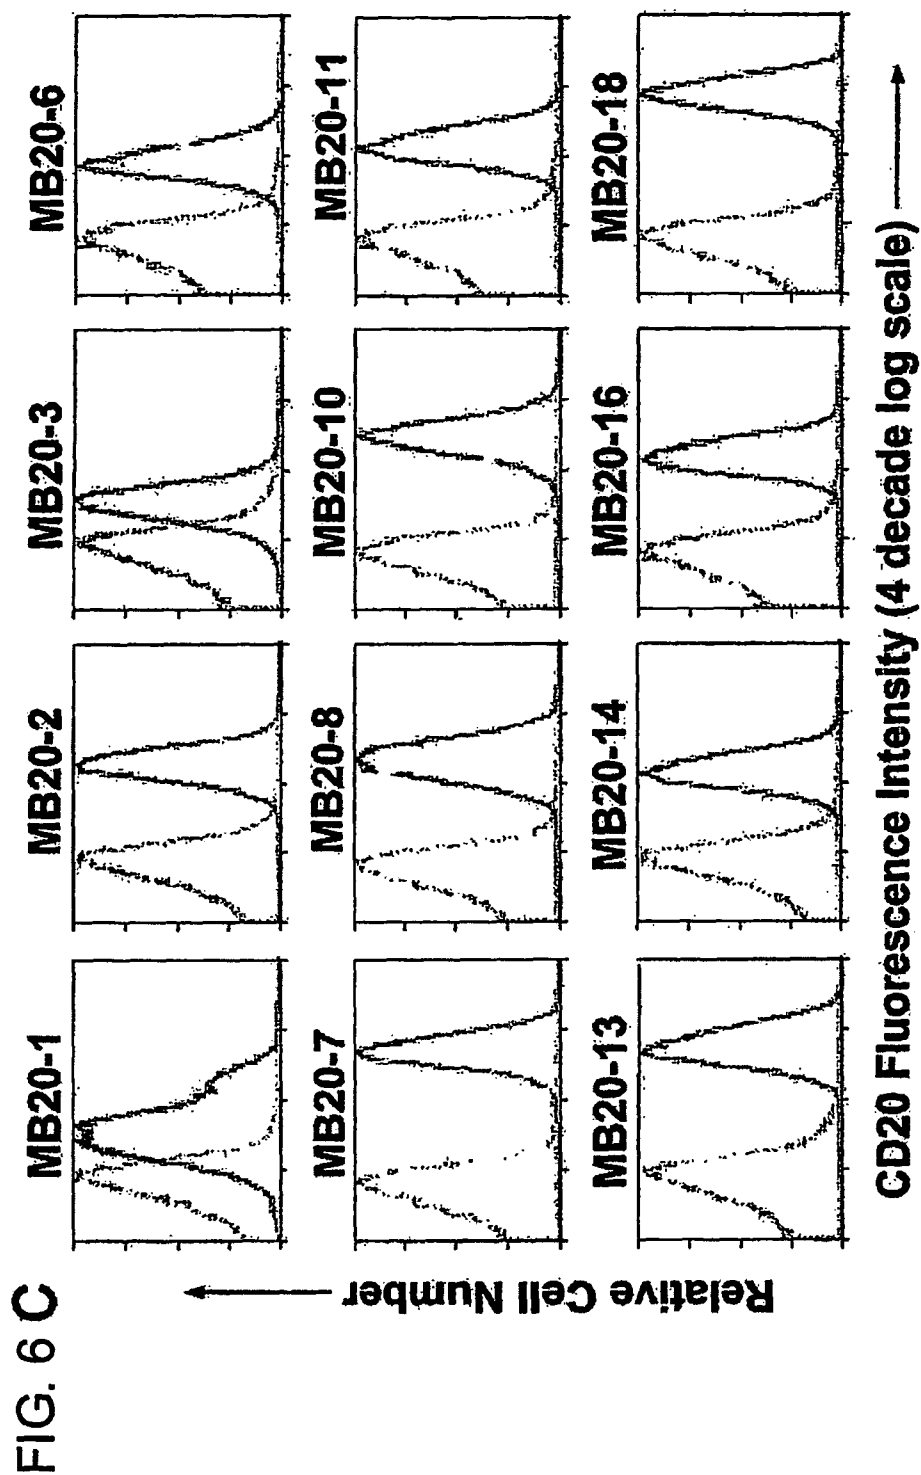 FIG. 6 C
MB20-1
MB20-2
MB20-3
MB20-6
MB20-7
MB20-8
MB20-10
MB20-11
MB20-13
MB20-14
MB20-16
MB20-18
Relative Cell Number
CD20 Fluorescence Intensity (4 decade log scale)